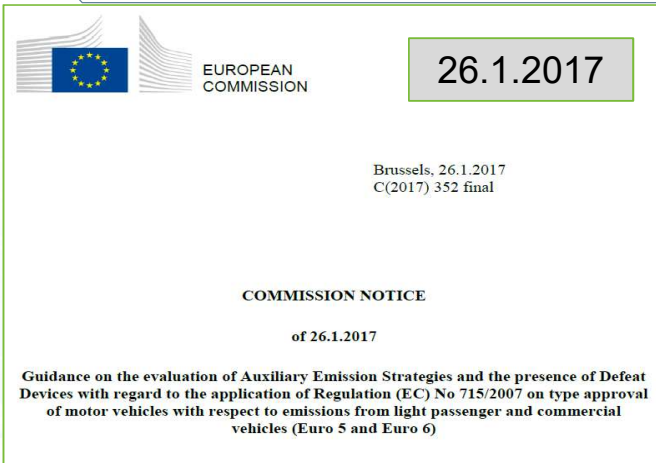 EUROPEAN
COMMISSION
26.1.2017
Brussels, 26.1.2017
C(2017) 352 final
COMMISSION NOTICE
of 26.1.2017
Guidance on the evaluation of Auxiliary Emission Strategies and the presence of Defeat
Devices with regard to the application of Regulation (EC) No 715/2007 on type approval
of motor vehicles with respect to emissions from light passenger and commercial
vehicles (Euro 5 and Euro 6)